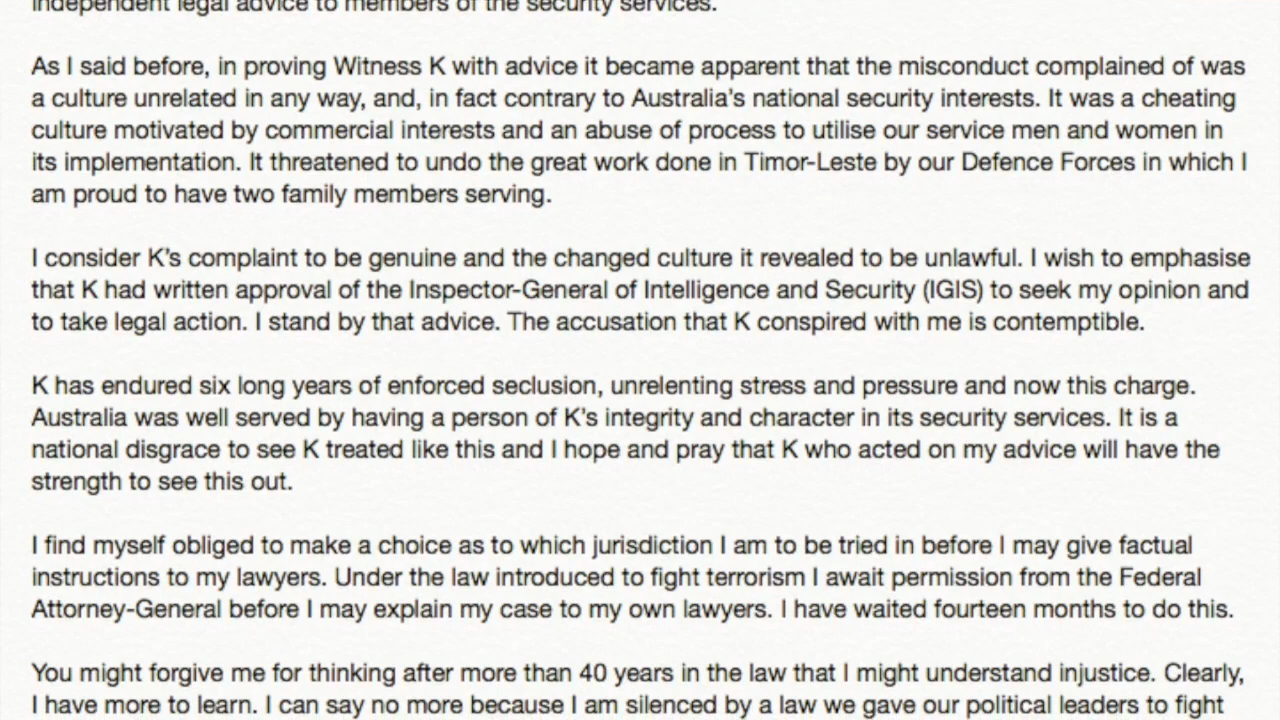 independent legal advice to members of the security services.
As I said before, in proving Witness K with advice it became apparent that the misconduct complained of was
a culture unrelated in any way, and, in fact contrary to Australia's national security interests. It was a cheating
culture motivated by commercial interests and an abuse of process to utilise our service men and women in
its implementation. It threatened to undo the great work done in Timor-Leste by our Defence Forces in which I
am proud to have two family members serving.
I consider K's complaint to be genuine and the changed culture it revealed to be unlawful. I wish to emphasise
that K had written approval of the Inspector-General of Intelligence and Security (IGIS) to seek my opinion and
to take legal action. I stand by that advice. The accusation that K conspired with me is contemptible.
K has endured six long years of enforced seclusion, unrelenting stress and pressure and now this charge.
Australia was well served by having a person of K's integrity and character in its security services. It is a
national disgrace to see K treated like this and I hope and pray that K who acted on my advice will have the
strength to see this out.
I find myself obliged to make a choice as to which jurisdiction I am to be tried in before I may give factual
instructions to my lawyers. Under the law introduced to fight terrorism I await permission from the Federal
Attorney-General before I may explain my case to my own lawyers. I have waited fourteen months to do this.
You might forgive me for thinking after more than 40 years in the law that I might understand injustice. Clearly,
I have more to learn. I can say no more because I am silenced by a law we gave our political leaders to fight